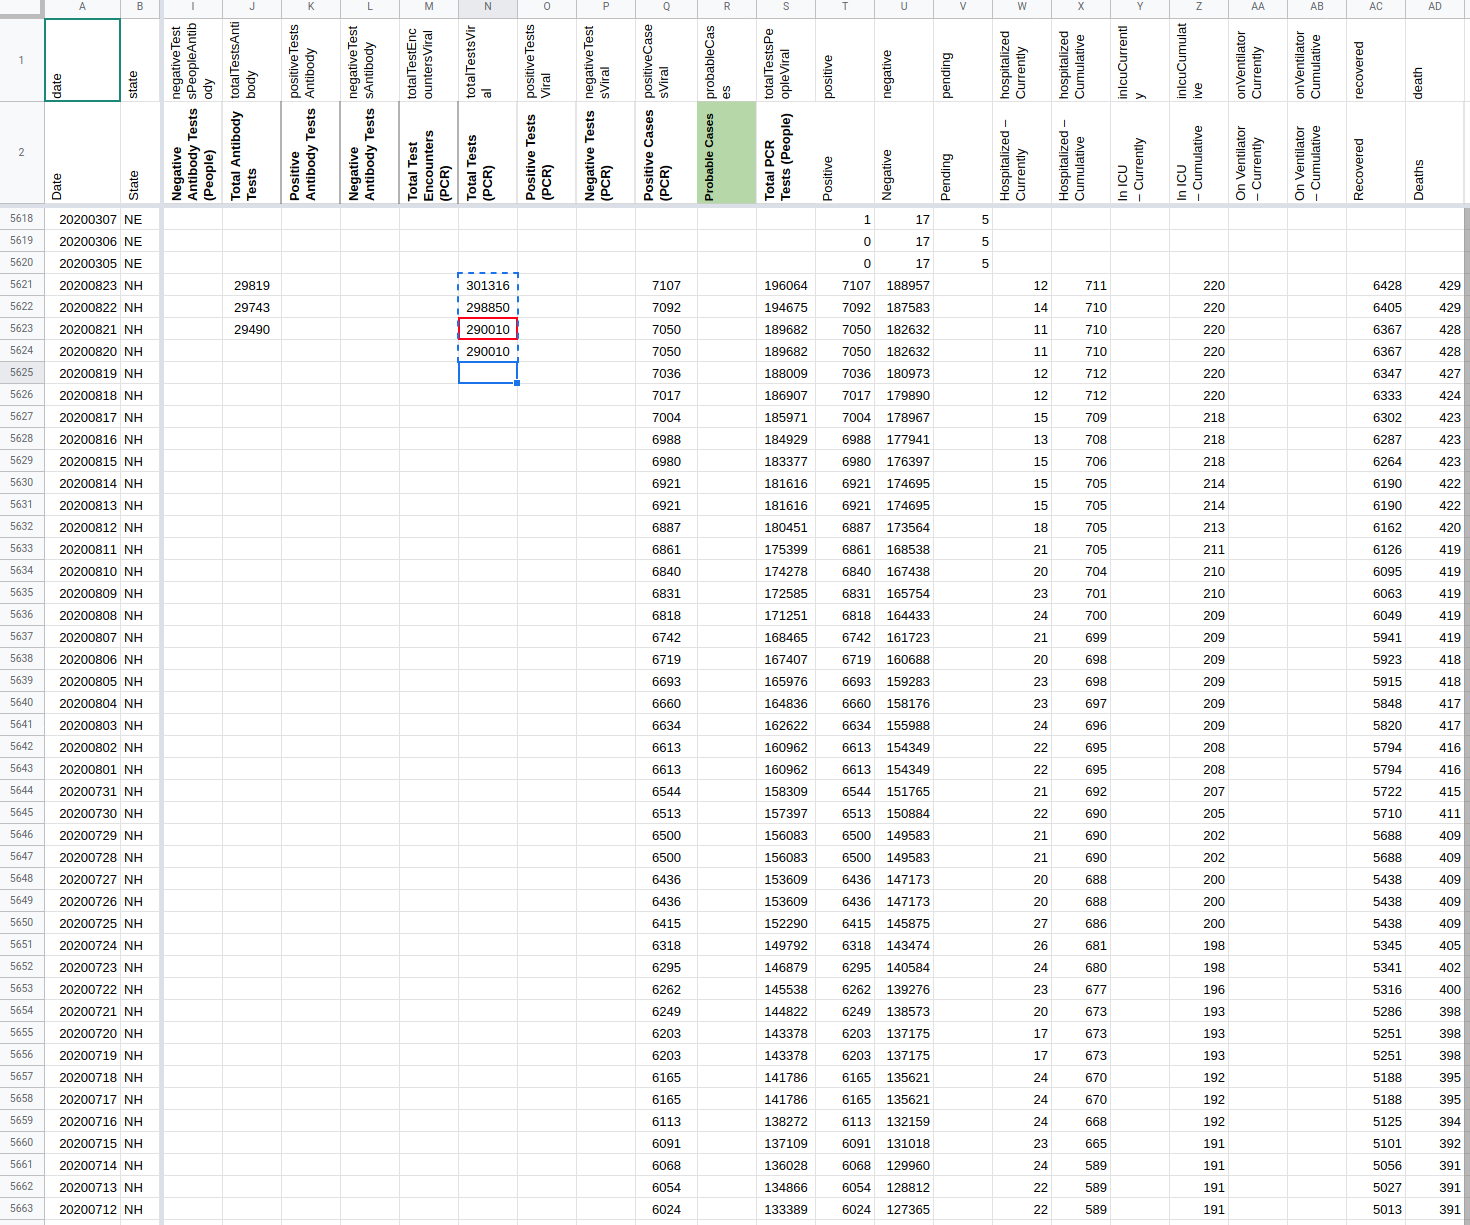 A B I J K L M N O P Q R S T U V W X Y Z AA AB AC AD
1 date state negativeTestsPeopleAntibody totalTestsAntibody positiveTestsAntibody negativeTestsAntibody totalTestEncountersViral totalTestsViral positiveTestsViral negativeTestsViral positiveCasesViral probableCases totalTestsPeopleViral positive negative pending hospitalizedCurrently hospitalizedCumulative inIcuCurrently inIcuCumulative onVentilatorCurrently onVentilatorCumulative recovered death
2 Date State Negative Antibody Tests (People) Total Antibody Tests Positive Antibody Tests Negative Antibody Tests Total Test Encounters (PCR) Total Tests (PCR) Positive Tests (PCR) Negative Tests (PCR) Positive Cases (PCR) Probable Cases Total PCR Tests (People) Positive Negative Pending Hospitalized – Currently Hospitalized – Cumulative In ICU – Currently In ICU – Cumulative On Ventilator – Currently On Ventilator – Cumulative Recovered Deaths
5618 20200307 NE 1 17 5
5619 20200306 NE 0 17 5
5620 20200305 NE 0 17 5
5621 20200823 NH 29819 301316 7107 196064 7107 188957 12 711 220 6428 429
5622 20200822 NH 29743 298850 7092 194675 7092 187583 14 710 220 6405 429
5623 20200821 NH 29490 290010 7050 189682 7050 182632 11 710 220 6367 428
5624 20200820 NH 290010 7050 189682 7050 182632 11 710 220 6367 428
5625 20200819 NH 7036 188009 7036 180973 12 712 220 6347 427
5626 20200818 NH 7017 186907 7017 179890 12 712 220 6333 424
5627 20200817 NH 7004 185971 7004 178967 15 709 218 6302 423
5628 20200816 NH 6988 184929 6988 177941 13 708 218 6287 423
5629 20200815 NH 6980 183377 6980 176397 15 706 218 6264 423
5630 20200814 NH 6921 181616 6921 174695 15 705 214 6190 422
5631 20200813 NH 6921 181616 6921 174695 15 705 214 6190 422
5632 20200812 NH 6887 180451 6887 173564 18 705 213 6162 420
5633 20200811 NH 6861 175399 6861 168538 21 705 211 6126 419
5634 20200810 NH 6840 174278 6840 167438 20 704 210 6095 419
5635 20200809 NH 6831 172585 6831 165754 23 701 210 6063 419
5636 20200808 NH 6818 171251 6818 164433 24 700 209 6049 419
5637 20200807 NH 6742 168465 6742 161723 21 699 209 5941 419
5638 20200806 NH 6719 167407 6719 160688 20 698 209 5923 418
5639 20200805 NH 6693 165976 6693 159283 23 698 209 5915 418
5640 20200804 NH 6660 164836 6660 158176 23 697 209 5848 417
5641 20200803 NH 6634 162622 6634 155988 24 696 209 5820 417
5642 20200802 NH 6613 160962 6613 154349 22 695 208 5794 416
5643 20200801 NH 6613 160962 6613 154349 22 695 208 5794 416
5644 20200731 NH 6544 158309 6544 151765 21 692 207 5722 415
5645 20200730 NH 6513 157397 6513 150884 22 690 205 5710 411
5646 20200729 NH 6500 156083 6500 149583 21 690 202 5688 409
5647 20200728 NH 6500 156083 6500 149583 21 690 202 5688 409
5648 20200727 NH 6436 153609 6436 147173 20 688 200 5438 409
5649 20200726 NH 6436 153609 6436 147173 20 688 200 5438 409
5650 20200725 NH 6415 152290 6415 145875 27 686 200 5438 409
5651 20200724 NH 6318 149792 6318 143474 26 681 198 5345 405
5652 20200723 NH 6295 146879 6295 140584 24 680 198 5341 402
5653 20200722 NH 6262 145538 6262 139276 23 677 196 5316 400
5654 20200721 NH 6249 144822 6249 138573 20 673 193 5286 398
5655 20200720 NH 6203 143378 6203 137175 17 673 193 5251 398
5656 20200719 NH 6203 143378 6203 137175 17 673 193 5251 398
5657 20200718 NH 6165 141786 6165 135621 24 670 192 5188 395
5658 20200717 NH 6165 141786 6165 135621 24 670 192 5188 395
5659 20200716 NH 6113 138272 6113 132159 24 668 192 5125 394
5660 20200715 NH 6091 137109 6091 131018 23 665 191 5101 392
5661 20200714 NH 6068 136028 6068 129960 24 589 191 5056 391
5662 20200713 NH 6054 134866 6054 128812 22 589 191 5027 391
5663 20200712 NH 6024 133389 6024 127365 22 589 191 5013 391